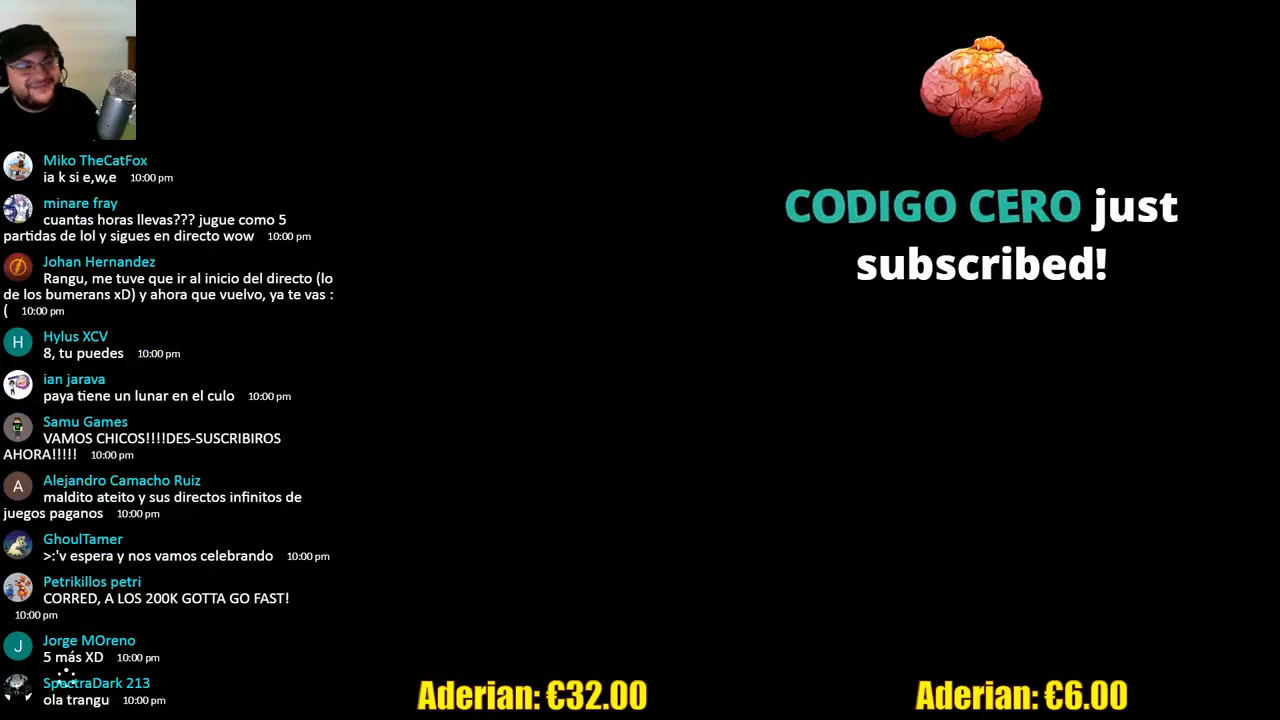 Miko TheCatFox
ia k si e,w,e 10:00 pm
minare fray
cuantas horas llevas??? jugue como 5
partidas de lol y sigues en directo wow 10:00 pm
Johan Hernandez
Rangu, me tuve que ir al inicio del directo (lo
de los bumerans xD) y ahora que vuelvo, ya te vas :
( 10:00 pm
H
Hylus XCV
8, tu puedes 10:00 pm
ian jarava
paya tiene un lunar en el culo 10:00 pm
Samu Games
VAMOS CHICOS!!!!DES-SUSCRIBIROS
AHORA!!!!! 10:00 pm
A
Alejandro Camacho Ruiz
maldito ateito y sus directos infinitos de
juegos paganos 10:00 pm
GhoulTamer
>:'v espera y nos vamos celebrando 10:00 pm
Petrikillos petri
CORRED, A LOS 200K GOTTA GO FAST!
10:00 pm
J
Jorge MOreno
5 más XD 10:00 pm
SpectraDark 213
ola trangu 10:00 pm
CODIGO CERO just
subscribed!
Aderian: €32.00
Aderian: €6.00